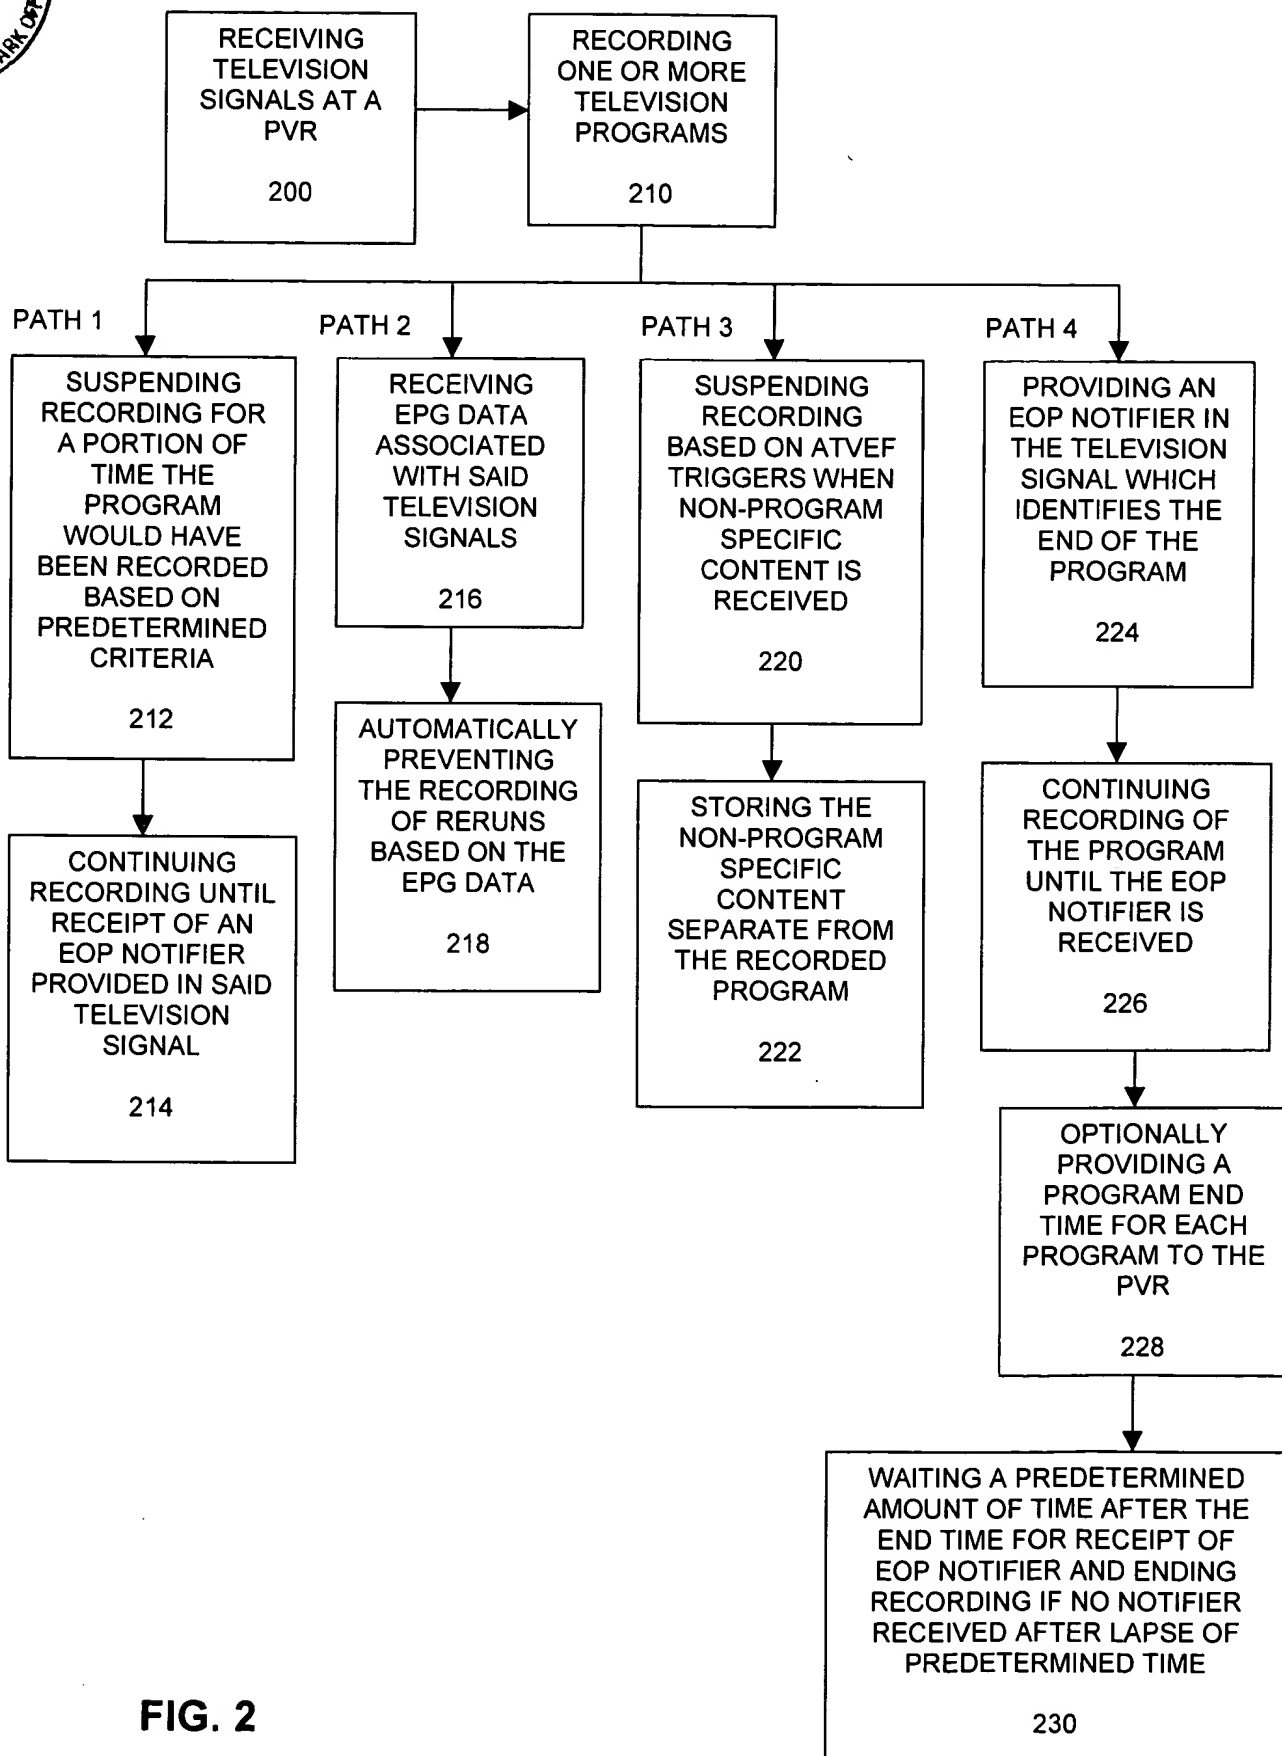 ARK OFF
RECEIVING
TELEVISION
SIGNALS AT A
PVR
200
RECORDING
ONE OR MORE
TELEVISION
PROGRAMS
210
PATH 1
SUSPENDING
RECORDING FOR
A PORTION OF
TIME THE
PROGRAM
WOULD HAVE
BEEN RECORDED
BASED ON
PREDETERMINED
CRITERIA
212
CONTINUING
RECORDING UNTIL
RECEIPT OF AN
EOP NOTIFIER
PROVIDED IN SAID
TELEVISION
SIGNAL
214
PATH 2
RECEIVING
EPG DATA
ASSOCIATED
WITH SAID
TELEVISION
SIGNALS
216
AUTOMATICALLY
PREVENTING
THE RECORDING
OF RERUNS
BASED ON THE
EPG DATA
218
PATH 3
SUSPENDING
RECORDING
BASED ON ATVEF
TRIGGERS WHEN
NON-PROGRAM
SPECIFIC
CONTENT IS
RECEIVED
220
STORING THE
NON-PROGRAM
SPECIFIC
CONTENT
SEPARATE FROM
THE RECORDED
PROGRAM
222
PATH 4
PROVIDING AN
EOP NOTIFIER IN
THE TELEVISION
SIGNAL WHICH
IDENTIFIES THE
END OF THE
PROGRAM
224
CONTINUING
RECORDING OF
THE PROGRAM
UNTIL THE EOP
NOTIFIER IS
RECEIVED
226
OPTIONALLY
PROVIDING A
PROGRAM END
TIME FOR EACH
PROGRAM TO THE
PVR
228
WAITING A PREDETERMINED
AMOUNT OF TIME AFTER THE
END TIME FOR RECEIPT OF
EOP NOTIFIER AND ENDING
RECORDING IF NO NOTIFIER
RECEIVED AFTER LAPSE OF
PREDETERMINED TIME
230
FIG. 2